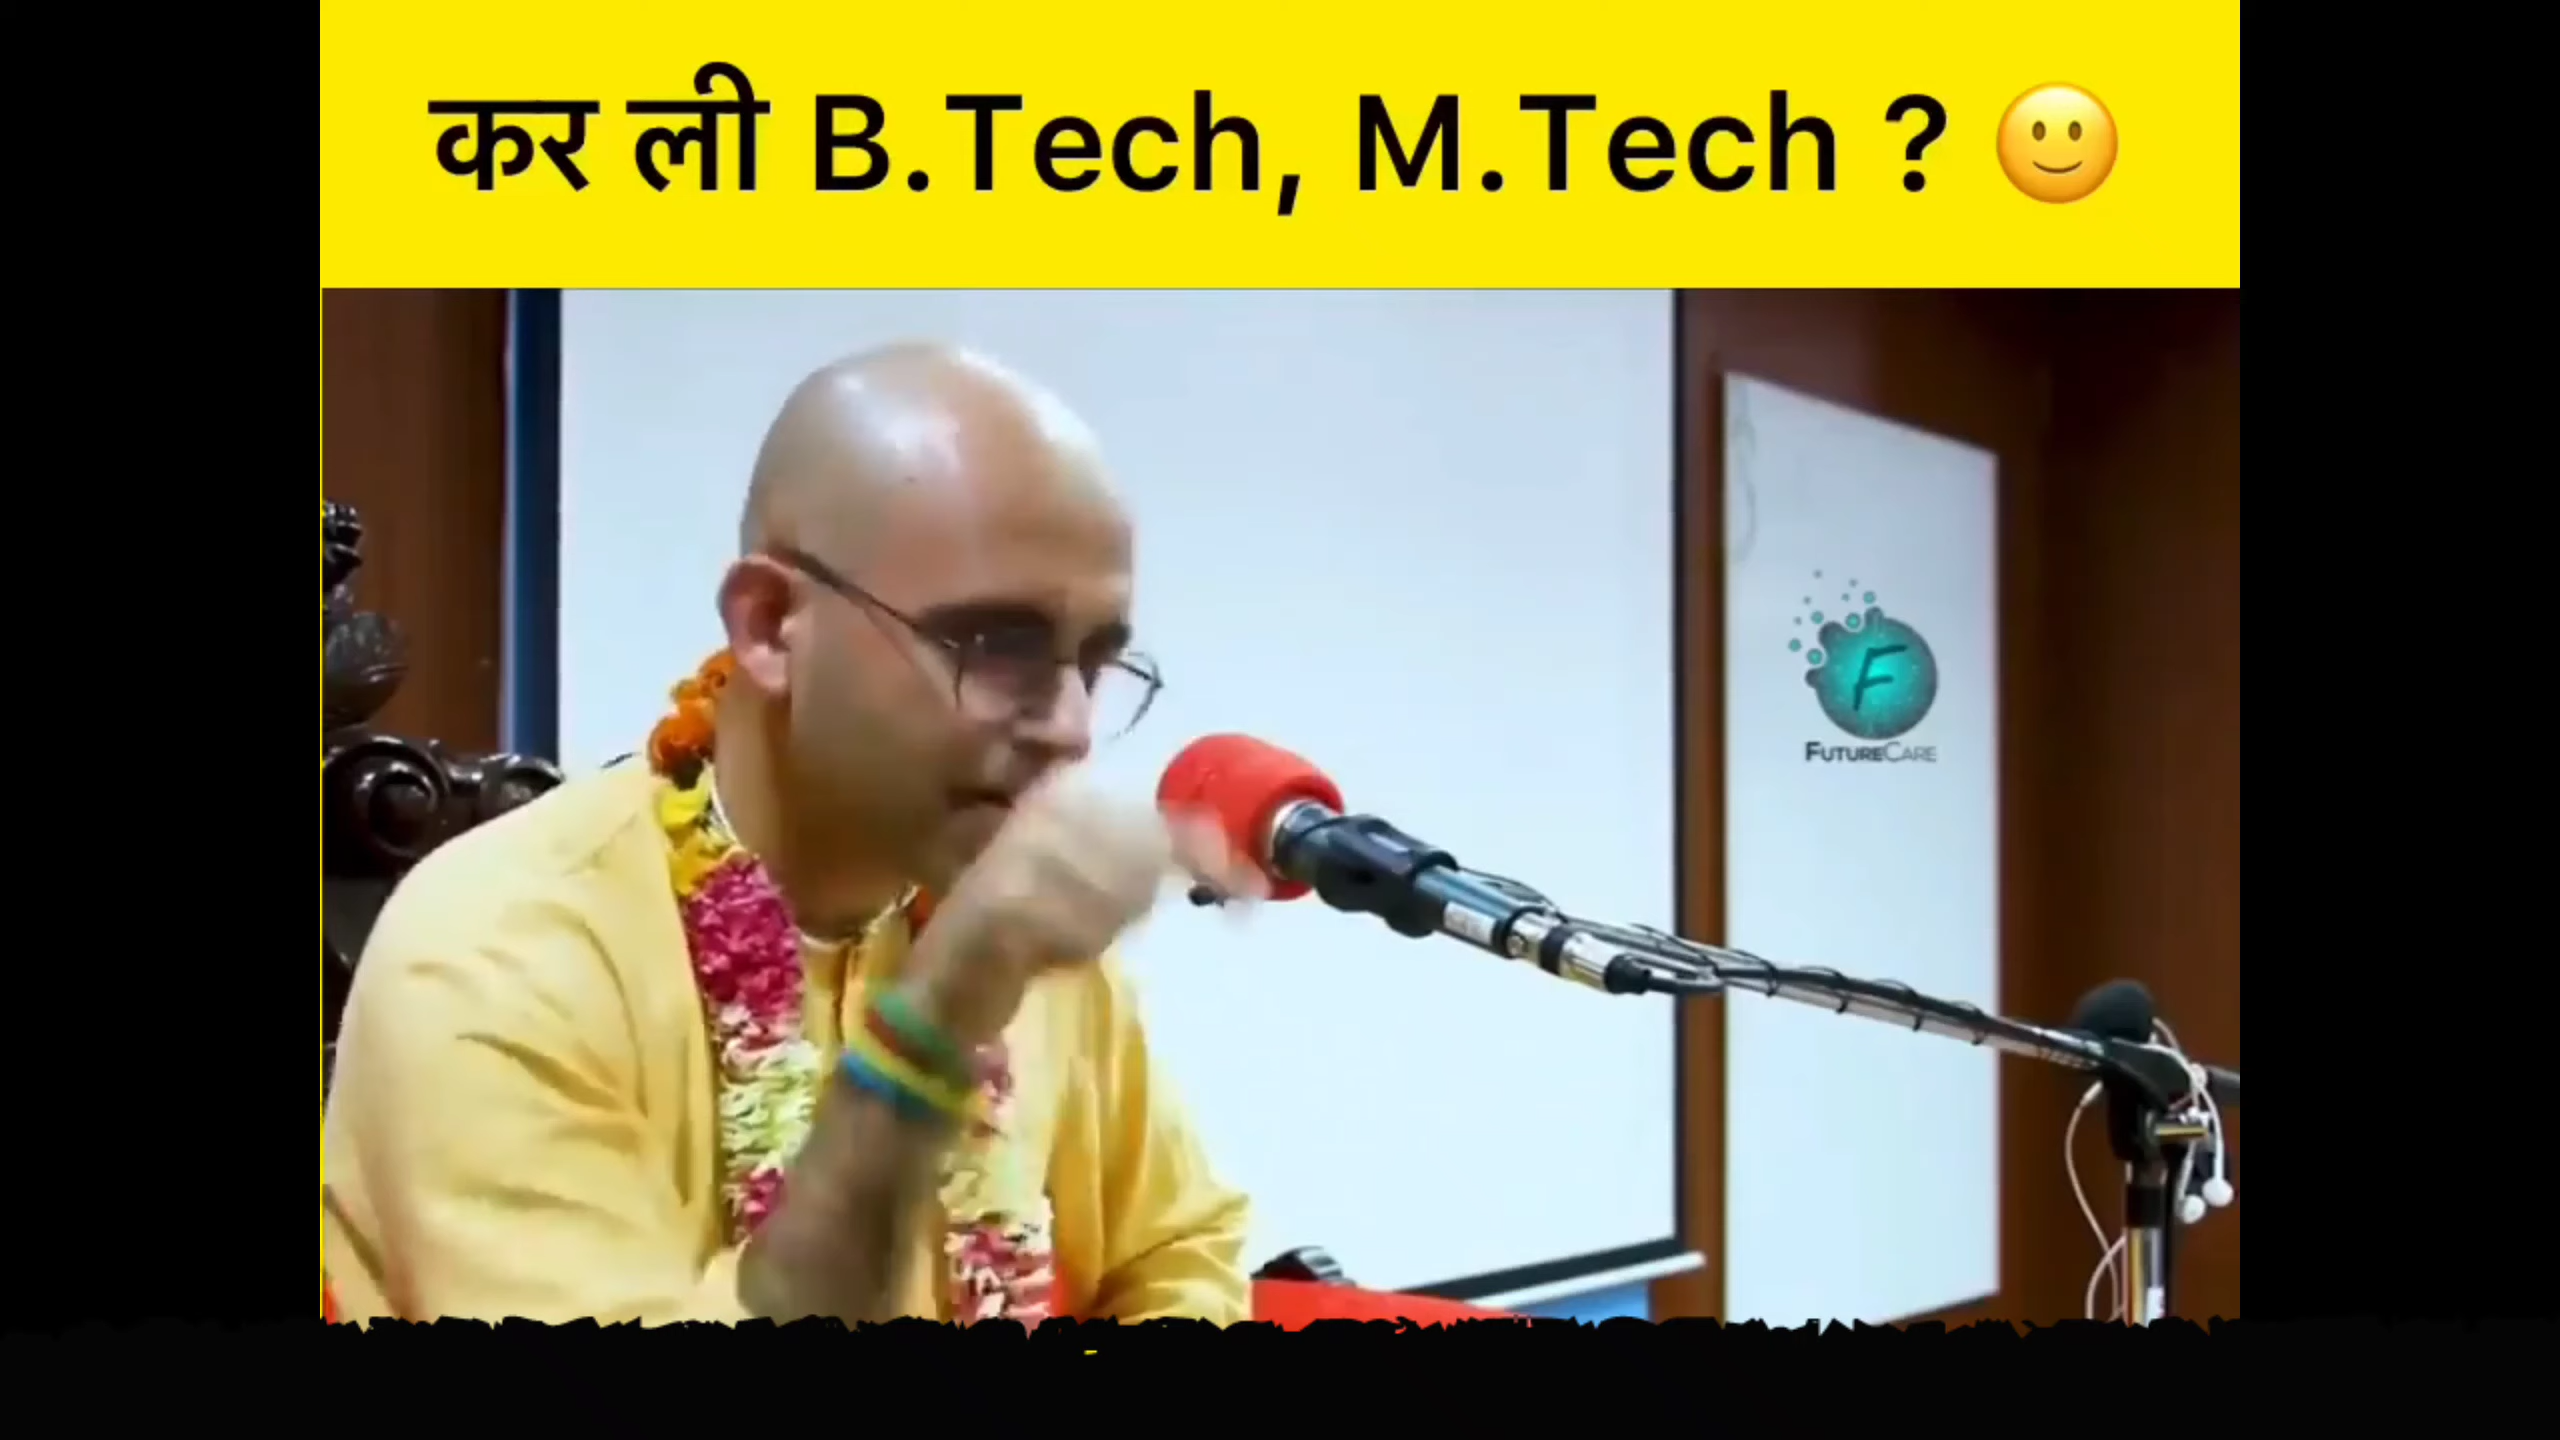 कर ली B.Tech, M.Tech ? 🙂
F
FUTURECARE